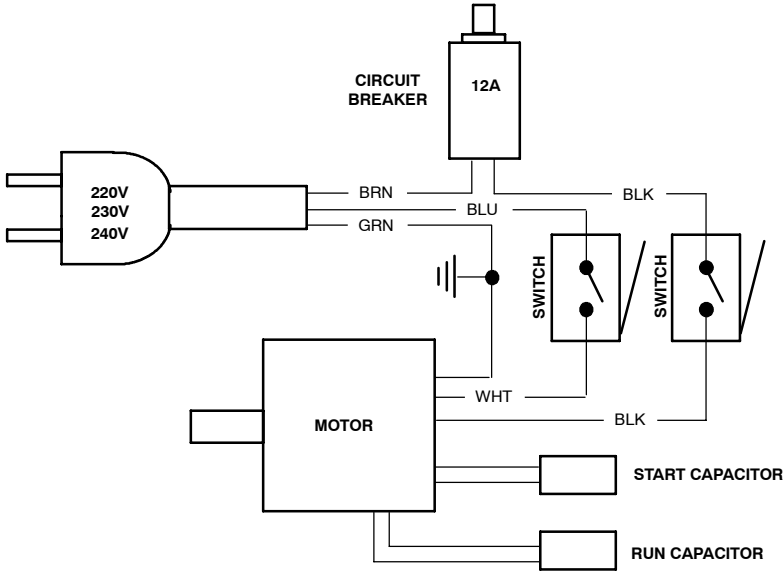 CIRCUIT
BREAKER
12A
220V
230V
240V
BRN
BLU
GRN
BLK
SWITCH
SWITCH
MOTOR
WHT
BLK
START CAPACITOR
RUN CAPACITOR